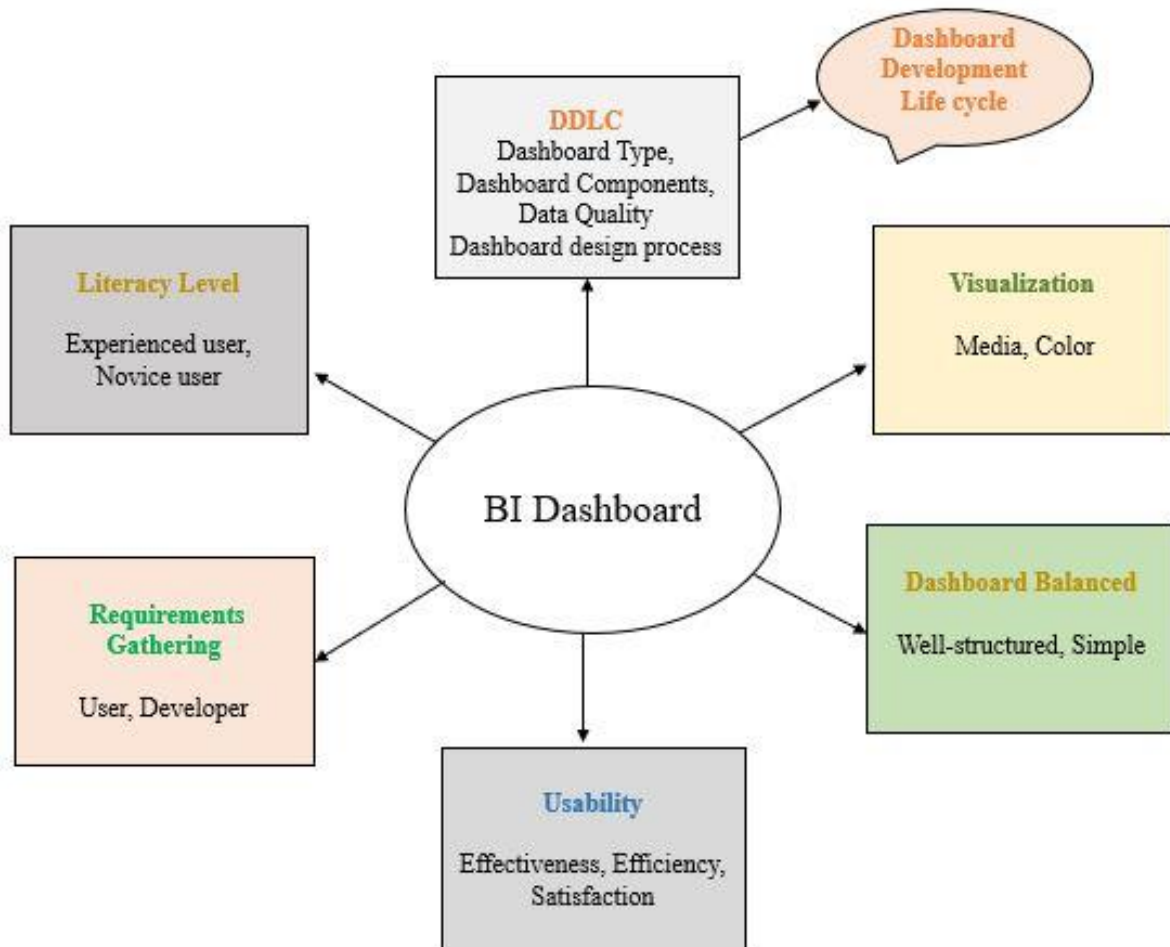 Dashboard
Development
Life cycle
DDLC
Dashboard Type,
Dashboard Components,
Data Quality
Dashboard design process
Literacy Level
Experienced user,
Novice user
Visualization
Media, Color
BI Dashboard
Requirements
Gathering
User, Developer
Dashboard Balanced
Well-structured, Simple
Usability
Effectiveness, Efficiency,
Satisfaction